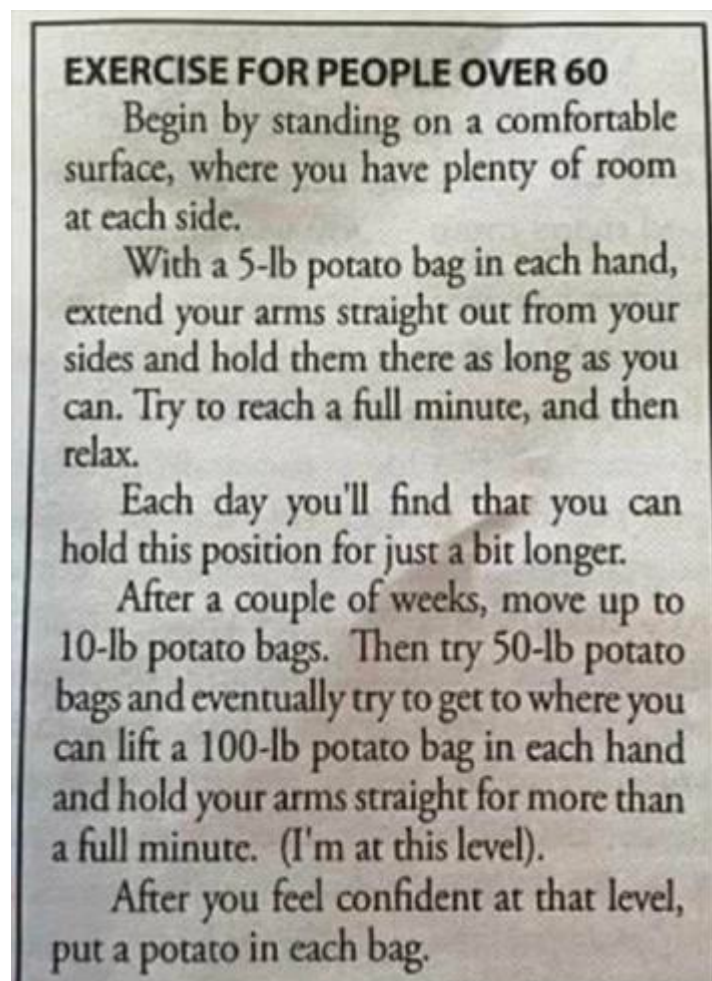 EXERCISE FOR PEOPLE OVER 60
Begin by standing on a comfortable
surface, where you have plenty of room
at each side.
With a 5-lb potato bag in each hand,
extend your arms straight out from your
sides and hold them there as long as you
can. Try to reach a full minute, and then
relax.
Each day you'll find that you can
hold this position for just a bit longer.
After a couple of weeks, move up to
10-lb potato bags. Then try 50-lb potato
bags and eventually try to get to where you
can lift a 100-lb potato bag in each hand
and hold your arms straight for more than
a full minute. (I'm at this level).
After you feel confident at that level,
put a potato in each bag.